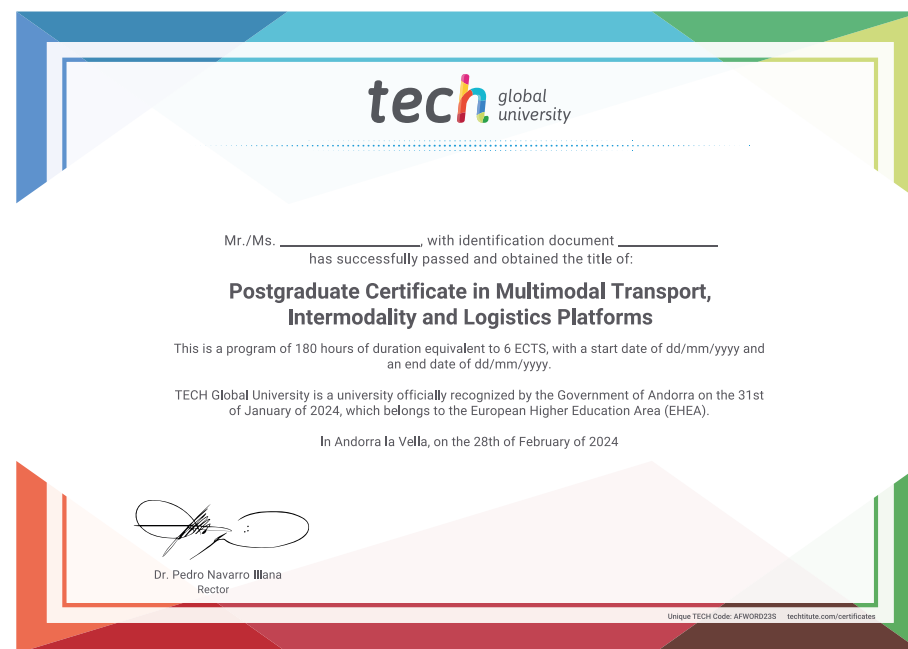 tech global
university
Mr./Ms. ____________________, with identification document ______________
has successfully passed and obtained the title of:
Postgraduate Certificate in Multimodal Transport,
Intermodality and Logistics Platforms
This is a program of 180 hours of duration equivalent to 6 ECTS, with a start date of dd/mm/yyyy and
an end date of dd/mm/yyyy.
TECH Global University is a university officially recognized by the Government of Andorra on the 31st
of January of 2024, which belongs to the European Higher Education Area (EHEA).
In Andorra la Vella, on the 28th of February of 2024
Dr. Pedro Navarro Illana
Rector
Unique TECH Code: AFWORD23S techtitute.com/certificates